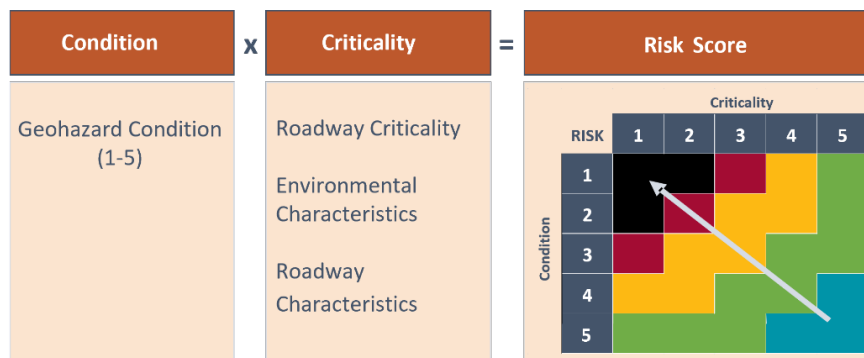 Condition
x
Criticality
=
Risk Score
Geohazard Condition
(1-5)
Roadway Criticality
Environmental
Characteristics
Roadway
Characteristics
Criticality
RISK 1 2 3 4 5
Condition
1
2
3
4
5